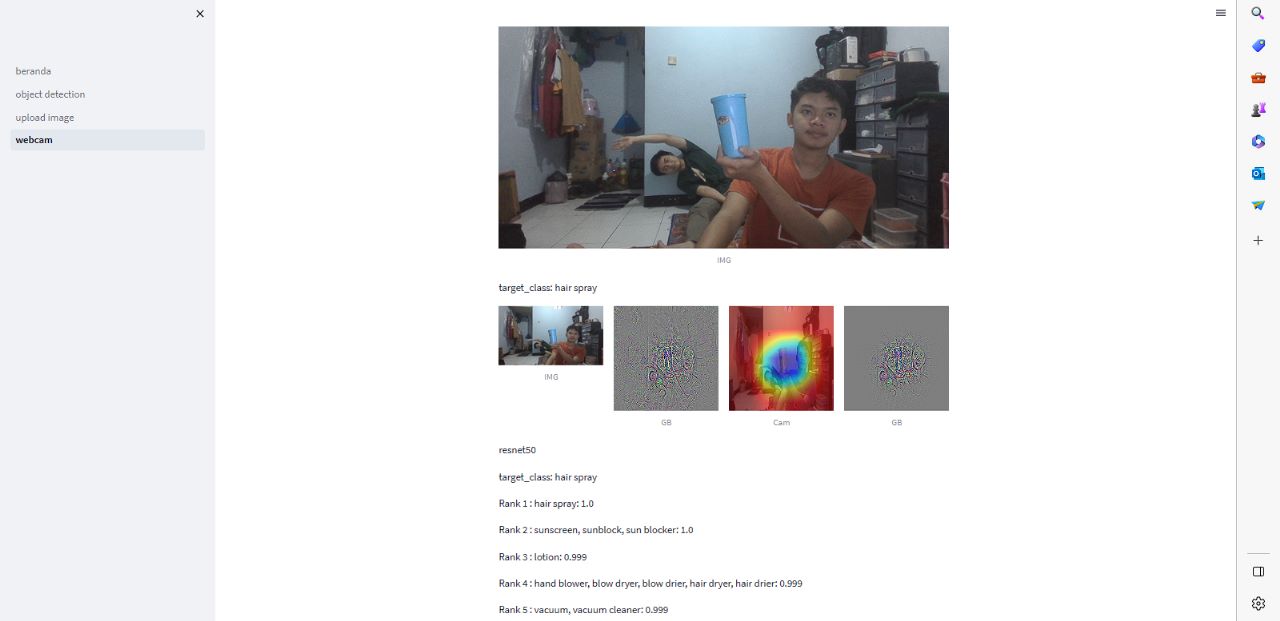 beranda
object detection
upload image
webcam
IMG
target_class: hair spray
IMG
GB
Cam
GB
resnet50
target_class: hair spray
Rank 1 : hair spray: 1.0
Rank 2 : sunscreen, sunblock, sun blocker: 1.0
Rank 3 : lotion: 0.999
Rank 4 : hand blower, blow dryer, blow drier, hair dryer, hair drier: 0.999
Rank 5 : vacuum, vacuum cleaner: 0.999